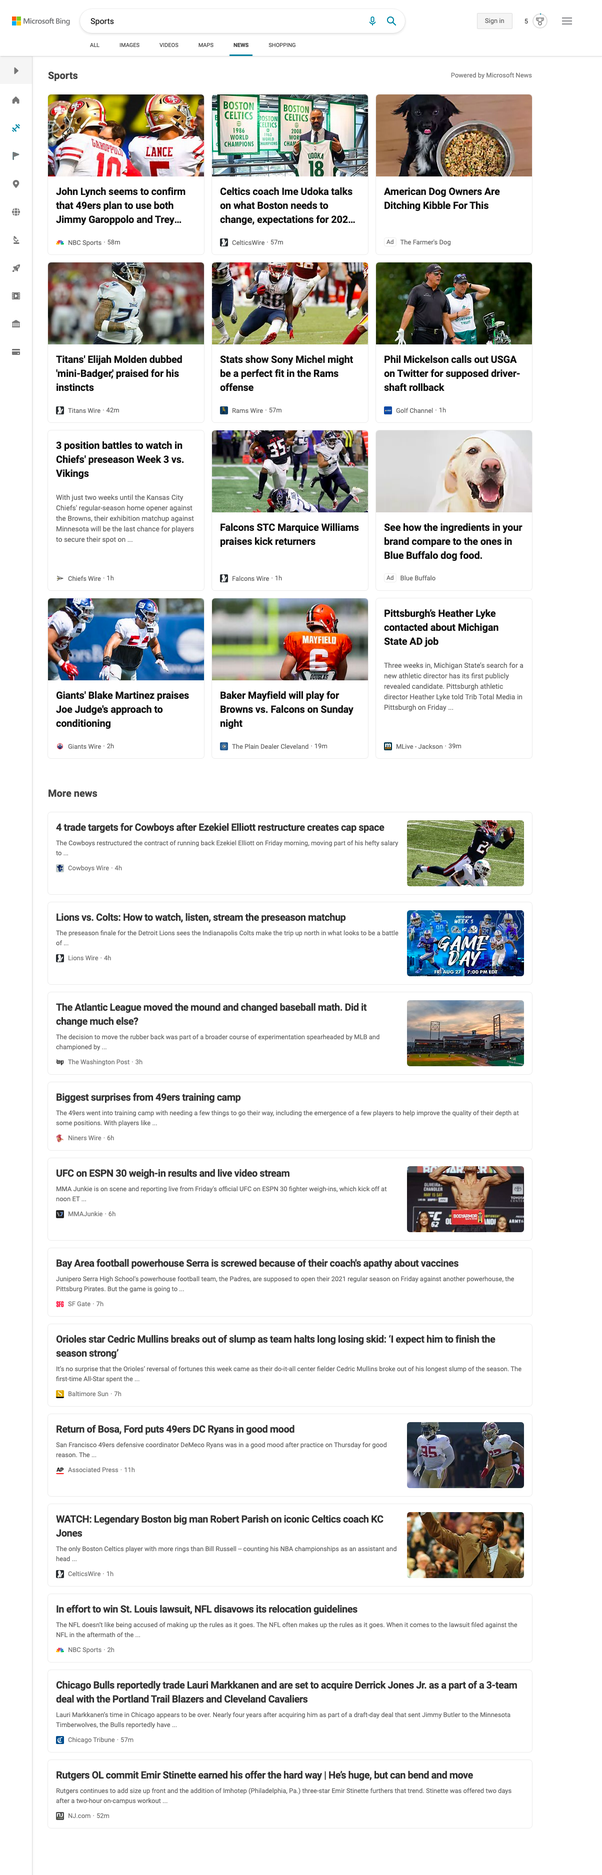 Microsoft Bing
Sports
Sign in
5
ALL
IMAGES
VIDEOS
MAPS
NEWS
SHOPPING
Sports
Powered by Microsoft News
GAROPPOLO
10
LANCE
5
John Lynch seems to confirm
that 49ers plan to use both
Jimmy Garoppolo and Trey...
NBC Sports · 58m
BOSTON
CELTICS
1986
WORLD
CHAMPIONS
BOSTON
CELTICS
2008
WORLD
CHAMPIONS
UDOKA
18
Celtics coach Ime Udoka talks
on what Boston needs to
change, expectations for 202...
CelticsWire · 57m
American Dog Owners Are
Ditching Kibble For This
Ad The Farmer's Dog
Titans' Elijah Molden dubbed
'mini-Badger,' praised for his
instincts
Titans Wire · 42m
Stats show Sony Michel might
be a perfect fit in the Rams
offense
Rams Wire · 57m
Phil Mickelson calls out USGA
on Twitter for supposed driver-
shaft rollback
Golf Channel · 1h
3 position battles to watch in
Chiefs' preseason Week 3 vs.
Vikings
With just two weeks until the Kansas City
Chiefs' regular-season home opener against
the Browns, their exhibition matchup against
Minnesota will be the last chance for players
to secure their spot on ...
Chiefs Wire · 1h
35
Falcons STC Marquice Williams
praises kick returners
Falcons Wire · 1h
See how the ingredients in your
brand compare to the ones in
Blue Buffalo dog food.
Ad Blue Buffalo
Giants' Blake Martinez praises
Joe Judge's approach to
conditioning
Giants Wire · 2h
MAYFIELD
6
Baker Mayfield will play for
Browns vs. Falcons on Sunday
night
The Plain Dealer Cleveland · 19m
Pittsburgh's Heather Lyke
contacted about Michigan
State AD job
Three weeks in, Michigan State's search for a
new athletic director has its first publicly
revealed candidate. Pittsburgh athletic
director Heather Lyke told Trib Total Media in
Pittsburgh on Friday ...
MLive - Jackson · 39m
More news
4 trade targets for Cowboys after Ezekiel Elliott restructure creates cap space
The Cowboys restructured the contract of running back Ezekiel Elliott on Friday morning, moving part of his hefty salary
to ...
Cowboys Wire · 4h
Lions vs. Colts: How to watch, listen, stream the preseason matchup
The preseason finale for the Detroit Lions sees the Indianapolis Colts make the trip up north in what looks to be a battle
of ...
Lions Wire · 4h
GAME
DAY
FRI AUG 27 7:00 PM EDT
The Atlantic League moved the mound and changed baseball math. Did it
change much else?
The decision to move the rubber back was part of a broader course of experimentation spearheaded by MLB and
championed by ...
The Washington Post · 3h
Biggest surprises from 49ers training camp
The 49ers went into training camp with needing a few things to go their way, including the emergence of a few players to help improve the quality of their depth at
some positions. With players like ...
Niners Wire · 6h
UFC on ESPN 30 weigh-in results and live video stream
MMA Junkie is on scene and reporting live from Friday's official UFC on ESPN 30 fighter weigh-ins, which kick off at
noon ET ...
MMAJunkie · 6h
Bay Area football powerhouse Serra is screwed because of their coach's apathy about vaccines
Junipero Serra High School's powerhouse football team, the Padres, are supposed to open their 2021 regular season on Friday against another powerhouse, the
Pittsburg Pirates. But the game is going to ...
SF Gate · 7h
Orioles star Cedric Mullins breaks out of slump as team halts long losing skid: 'I expect him to finish the
season strong'
It's no surprise that the Orioles' reversal of fortunes this week came as their do-it-all center fielder Cedric Mullins broke out of his longest slump of the season. The
first-time All-Star spent the ...
Baltimore Sun · 7h
Return of Bosa, Ford puts 49ers DC Ryans in good mood
San Francisco 49ers defensive coordinator DeMeco Ryans was in a good mood after practice on Thursday for good
reason. The ...
AP Associated Press · 11h
95
WATCH: Legendary Boston big man Robert Parish on iconic Celtics coach KC
Jones
The only Boston Celtics player with more rings than Bill Russell – counting his NBA championships as an assistant and
head ...
CelticsWire · 1h
In effort to win St. Louis lawsuit, NFL disavows its relocation guidelines
The NFL doesn't like being accused of making up the rules as it goes. The NFL often makes up the rules as it goes. When it comes to the lawsuit filed against the
NFL in the aftermath of the ...
NBC Sports · 2h
Chicago Bulls reportedly trade Lauri Markkanen and are set to acquire Derrick Jones Jr. as a part of a 3-team
deal with the Portland Trail Blazers and Cleveland Cavaliers
Lauri Markkanen's time in Chicago appears to be over. Nearly four years after acquiring him as part of a draft-day deal that sent Jimmy Butler to the Minnesota
Timberwolves, the Bulls reportedly have ...
Chicago Tribune · 57m
Rutgers OL commit Emir Stinette earned his offer the hard way | He's huge, but can bend and move
Rutgers continues to add size up front and the addition of Imhotep (Philadelphia, Pa.) three-star Emir Stinette furthers that trend. Stinette was offered two days
after a two-hour on-campus workout ...
NJ.com · 52m